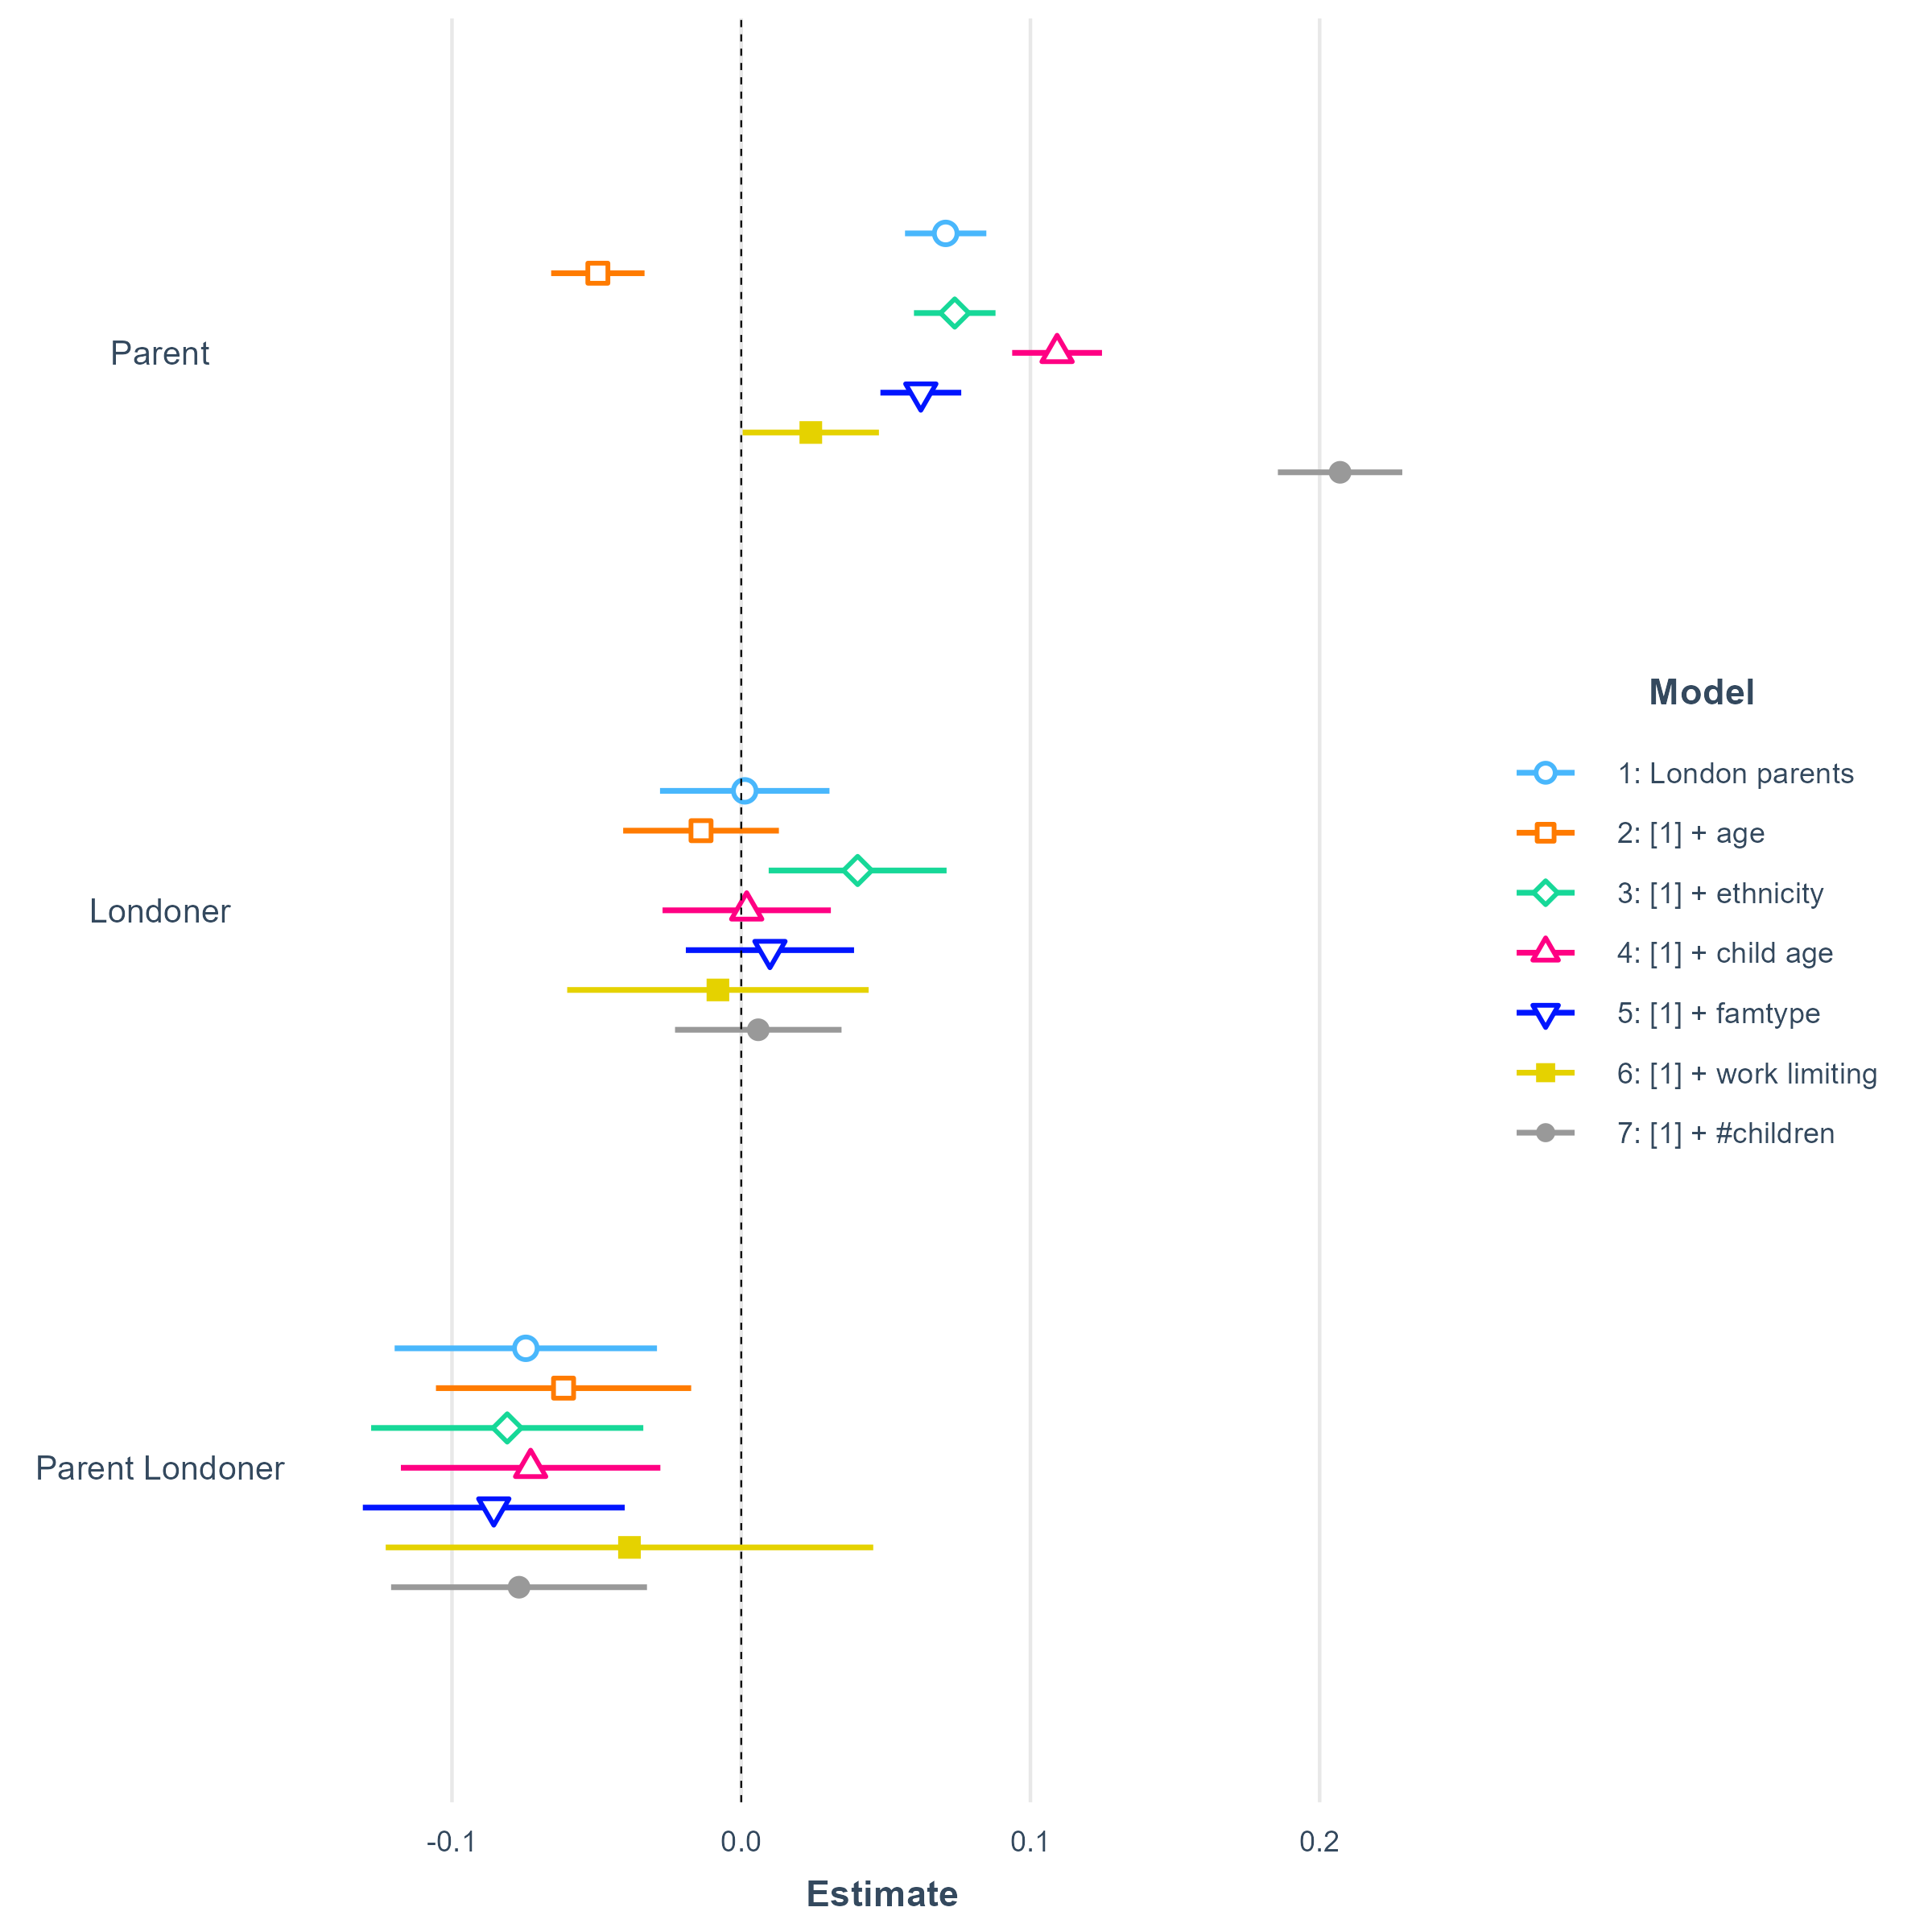 Parent
Londoner
Parent Londoner
-0.1
0.0
0.1
0.2
Estimate
Model
1: London parents
2: [1] + age
3: [1] + ethnicity
4: [1] + child age
5: [1] + famtype
6: [1] + work limiting
7: [1] + #children